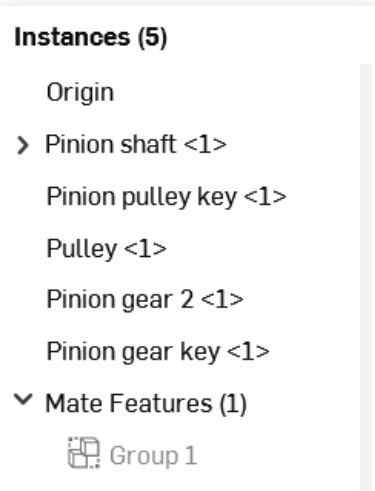 Instances (5)
Origin
Pinion shaft <1>
Pinion pulley key <1>
Pulley <1>
Pinion gear 2 <1>
Pinion gear key <1>
Mate Features (1)
Group 1